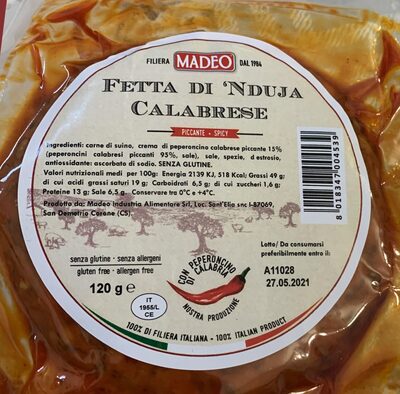 FILIERA MADEO DAL 1984
FETTA DI 'NDUJA
CALABRESE
PICCANTE - SPICY
Ingredienti: carne di suino, crema di peperoncino calabrese piccante 15%
(peperoncini calabresi piccanti 95%, sale), sale, spezie, destrosio,
antiossidante: ascorbato di sodio. SENZA GLUTINE.
Valori nutrizionali medi per 100g: Energia 2139 KJ, 518 Kcal; Grassi 49 g;
di cui acidi grassi saturi 19 g; Carboidrati 6,5 g; di cui zuccheri 1,6 g;
Proteine 13 g; Sale 6,5 g. Conservare tra 0°C e +4°C.
Prodotto da: Madeo Industria Alimentare Srl, Loc. Sant'Elia snc I-87069,
San Demetrio Corone (CS).
8 018347 004539
senza glutine - senza allergeni
gluten free - allergen free
120 g e
IT
1955/L
CE
CON PEPERONCINO
DI CALABRIA
NOSTRA PRODUZIONE
Lotto/ Da consumarsi
preferibilmente entro il:
A11028
27.05.2021
100% DI FILIERA ITALIANA - 100% ITALIAN PRODUCT